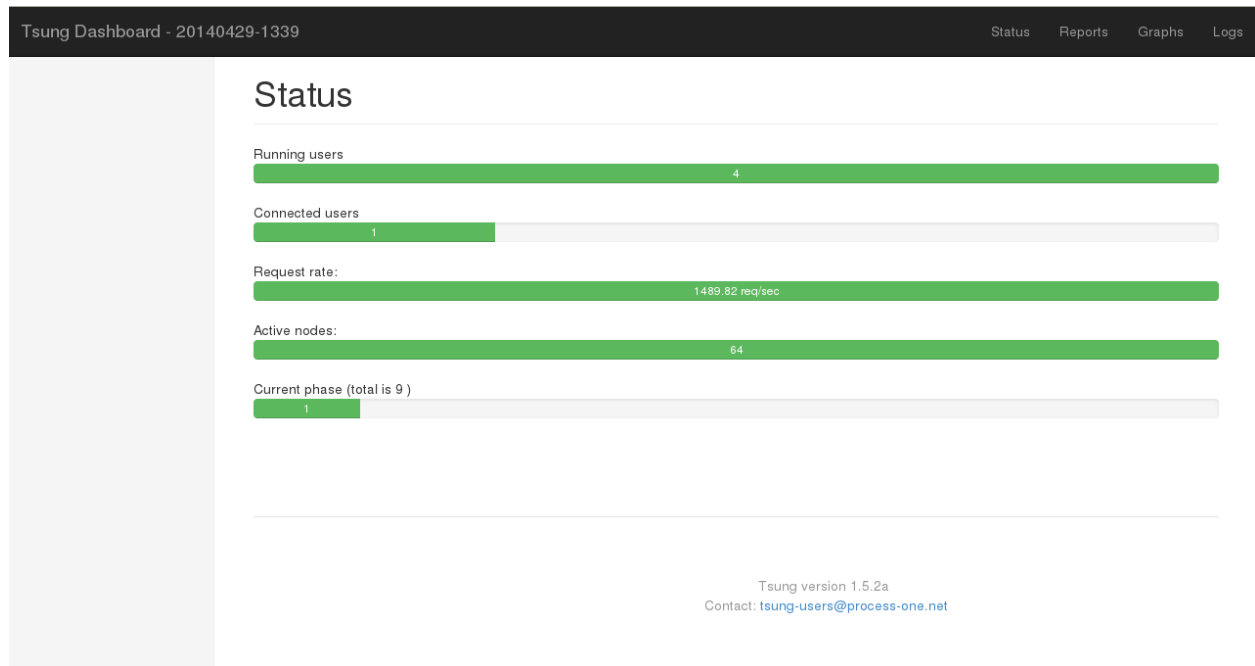 Tsung Dashboard - 20140429-1339
Status Reports Graphs Logs
Status
Running users
4
Connected users
1
Request rate:
1489.82 req/sec
Active nodes:
64
Current phase (total is 9 )
1
Tsung version 1.5.2a
Contact: tsung-users@process-one.net